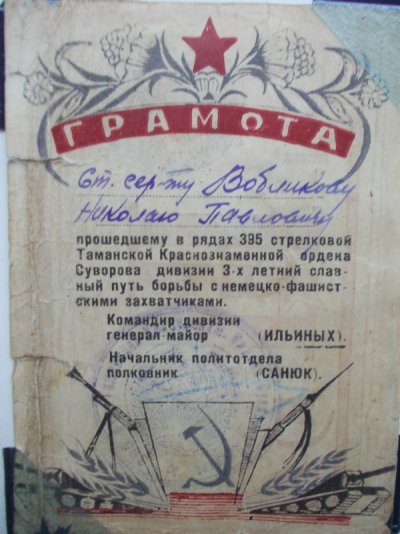 ГРАМОТА
Ст. сер-ту Вобликову
Николаю Павловичу
прошедшему в рядах 395 стрелковой
Таманской Краснознаменной ордена
Суворова дивизии 3-х летний слав-
ный путь борьбы с немецко-фашист-
скими захватчиками.
Командир дивизии
генерал-майор (ИЛЬИНЫХ).
Начальник политотдела
полковник (САНЮК).